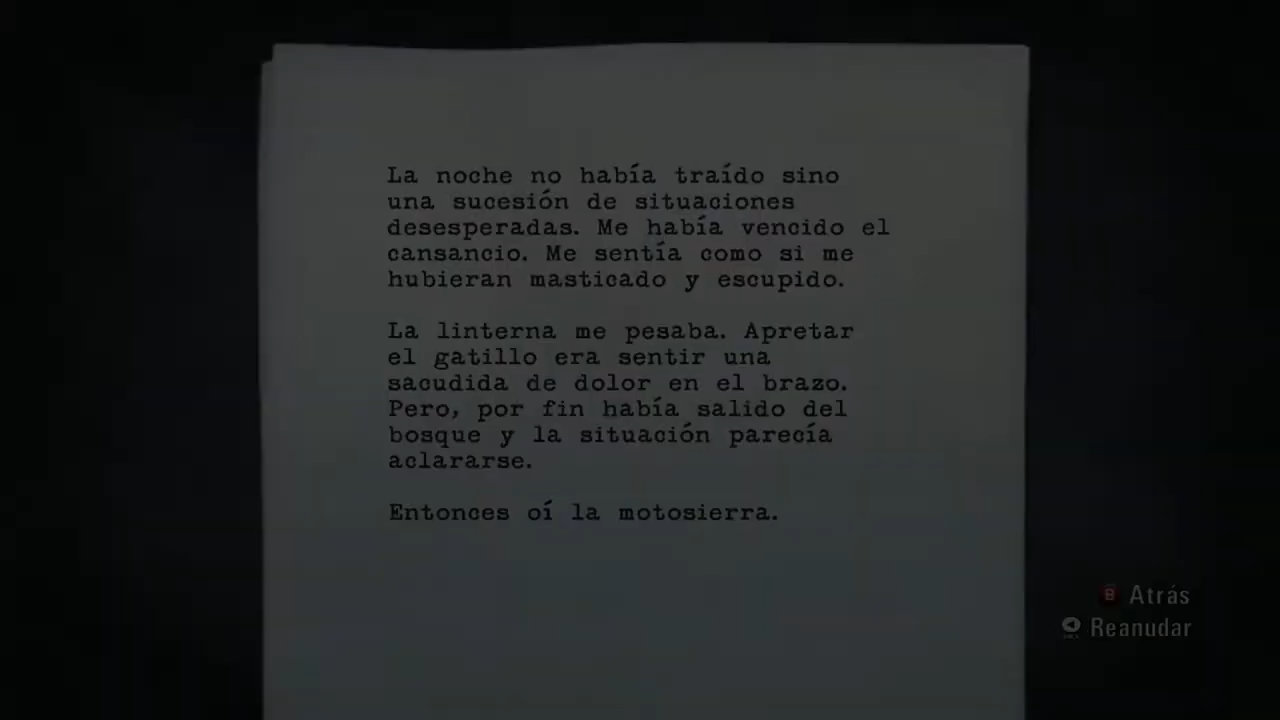 La noche no había traído sino
una sucesión de situaciones
desesperadas. Me había vencido el
cansancio. Me sentía como si me
hubieran masticado y escupido.
La linterna me pesaba. Apretar
el gatillo era sentir una
sacudida de dolor en el brazo.
Pero, por fin había salido del
bosque y la situación parecía
aclararse.
Entonces oí la motosierra.
B Atrás
Reanudar